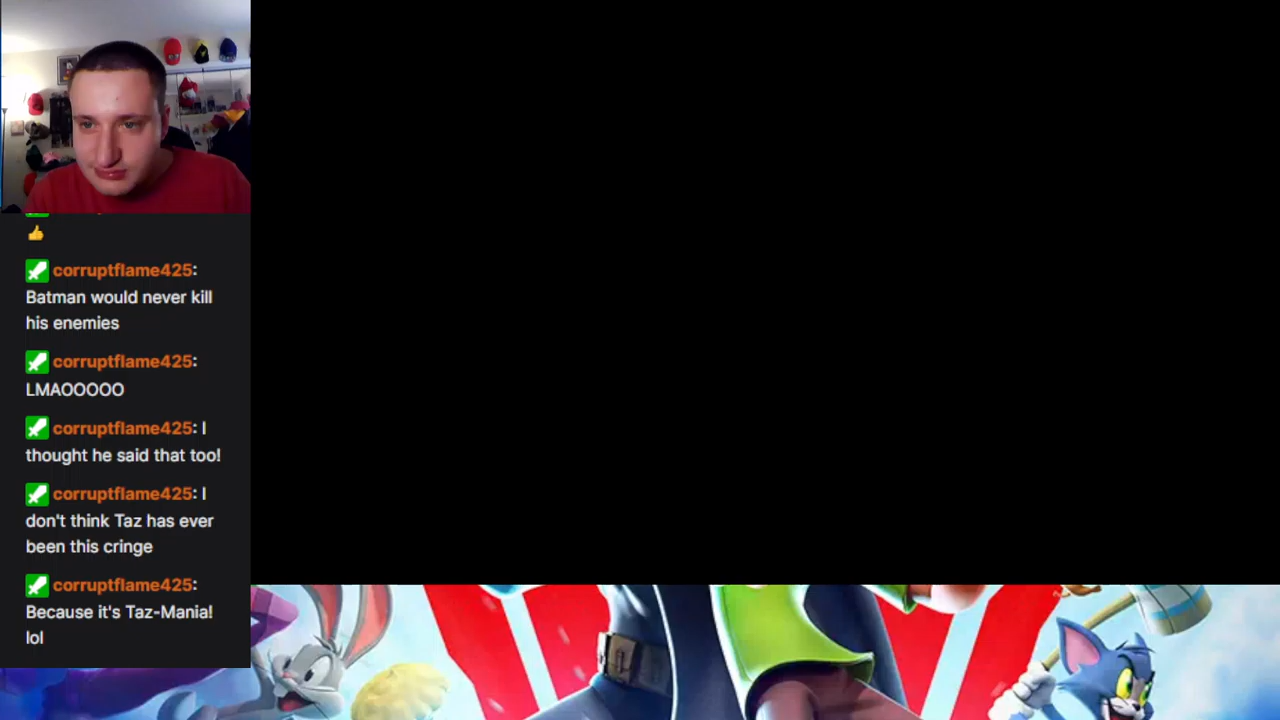 👍
corruptflame425:
Batman would never kill
his enemies
corruptflame425:
LMAOOOOO
corruptflame425: I
thought he said that too!
corruptflame425: I
don't think Taz has ever
been this cringe
corruptflame425:
Because it's Taz-Mania!
lol